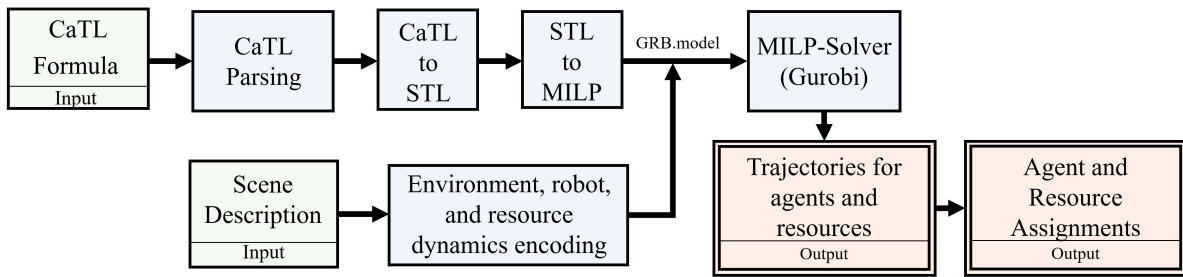 CaTL
Formula
Input
CaTL
Parsing
CaTL
to
STL
STL
to
MILP
GRB.model
MILP-Solver
(Gurobi)
Scene
Description
Input
Environment, robot,
and resource
dynamics encoding
Trajectories for
agents and
resources
Output
Agent and
Resource
Assignments
Output